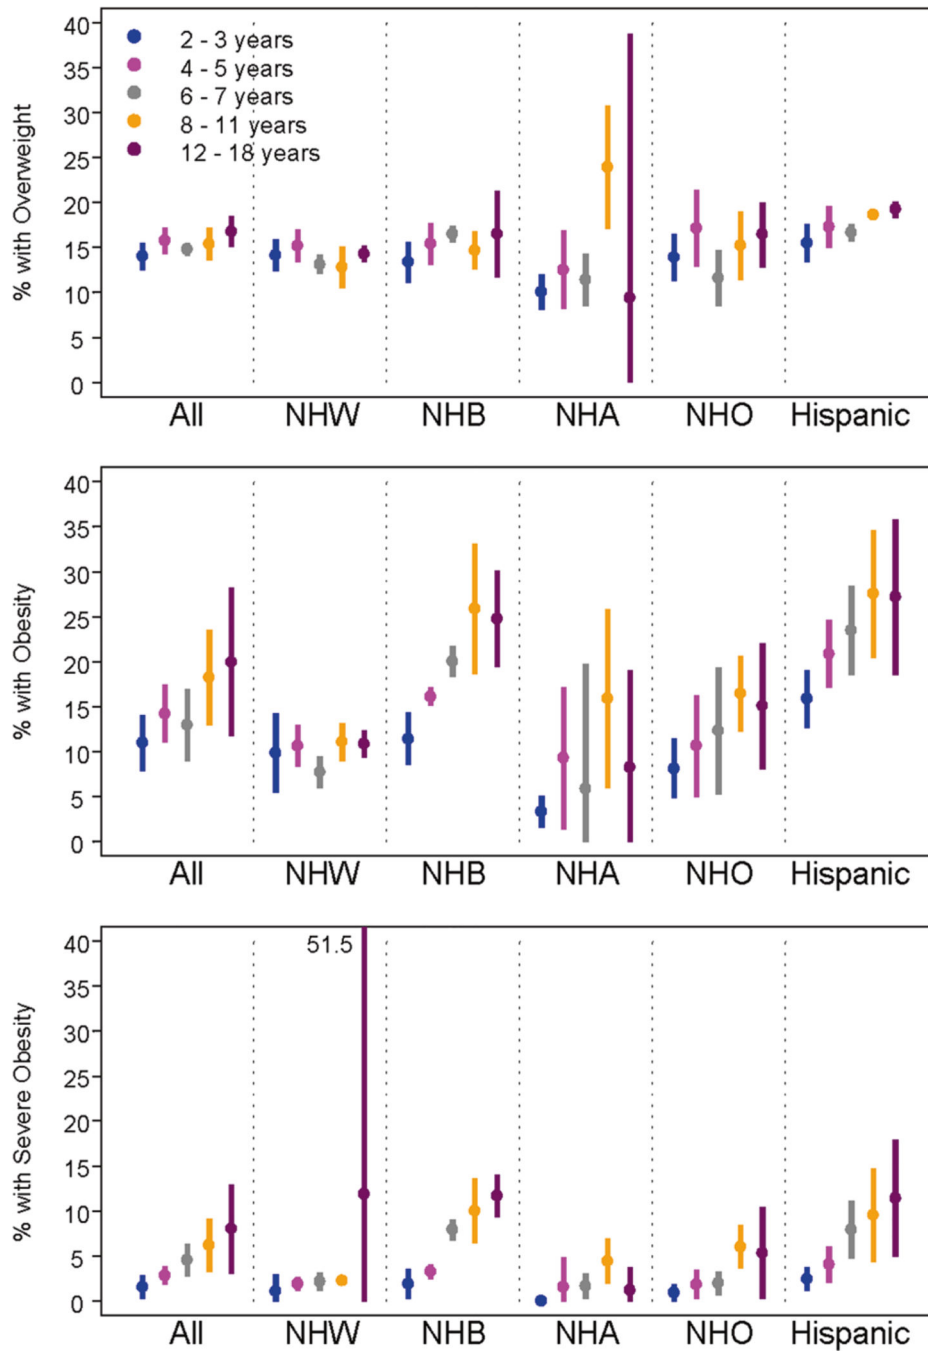 % with Overweight
40
35
30
25
20
15
10
5
0
2 - 3 years
4 - 5 years
6 - 7 years
8 - 11 years
12 - 18 years
All NHW NHB NHA NHO Hispanic
% with Obesity
40
35
30
25
20
15
10
5
0
All NHW NHB NHA NHO Hispanic
% with Severe Obesity
40
35
30
25
20
15
10
5
0
51.5
All NHW NHB NHA NHO Hispanic